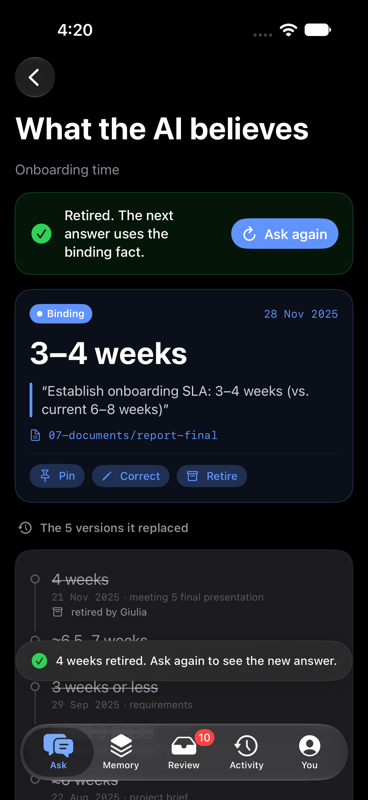 4:20
What the AI believes
Onboarding time
Retired. The next
answer uses the
binding fact.
Ask again
Binding
28 Nov 2025
3–4 weeks
“Establish onboarding SLA: 3–4 weeks (vs.
current 6–8 weeks)”
07-documents/report-final
Pin
Correct
Retire
The 5 versions it replaced
4 weeks
21 Nov 2025 · meeting 5 final presentation
retired by Giulia
~6.5–7 weeks
4 weeks retired. Ask again to see the new answer.
3 weeks or less
29 Sep 2025 · requirements
10
Ask
Memory
Review
Activity
You
22 Aug 2025 · project brief